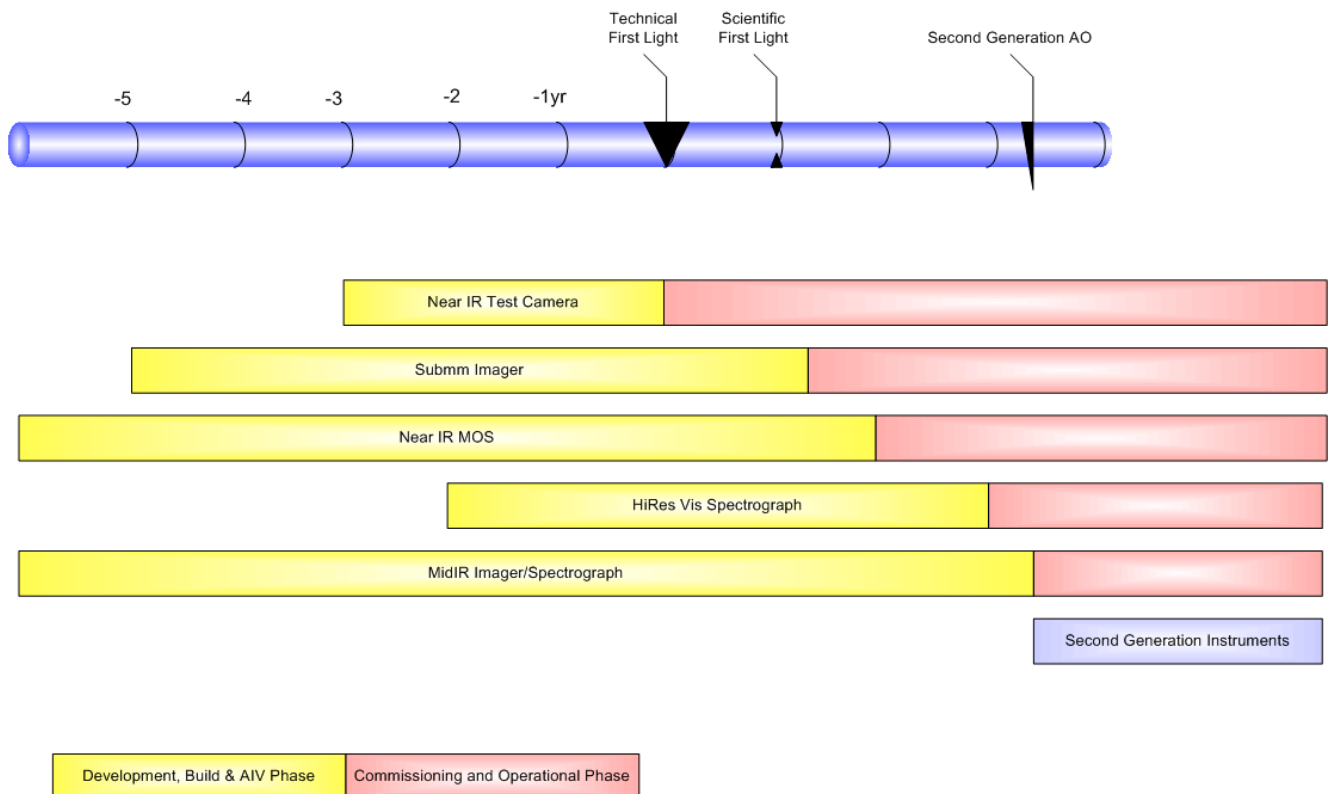 Technical
First Light
Scientific
First Light
Second Generation AO
-5
-4
-3
-2
-1yr
Near IR Test Camera
Submm Imager
Near IR MOS
HiRes Vis Spectrograph
MidIR Imager/Spectrograph
Second Generation Instruments
Development, Build & AIV Phase
Commissioning and Operational Phase